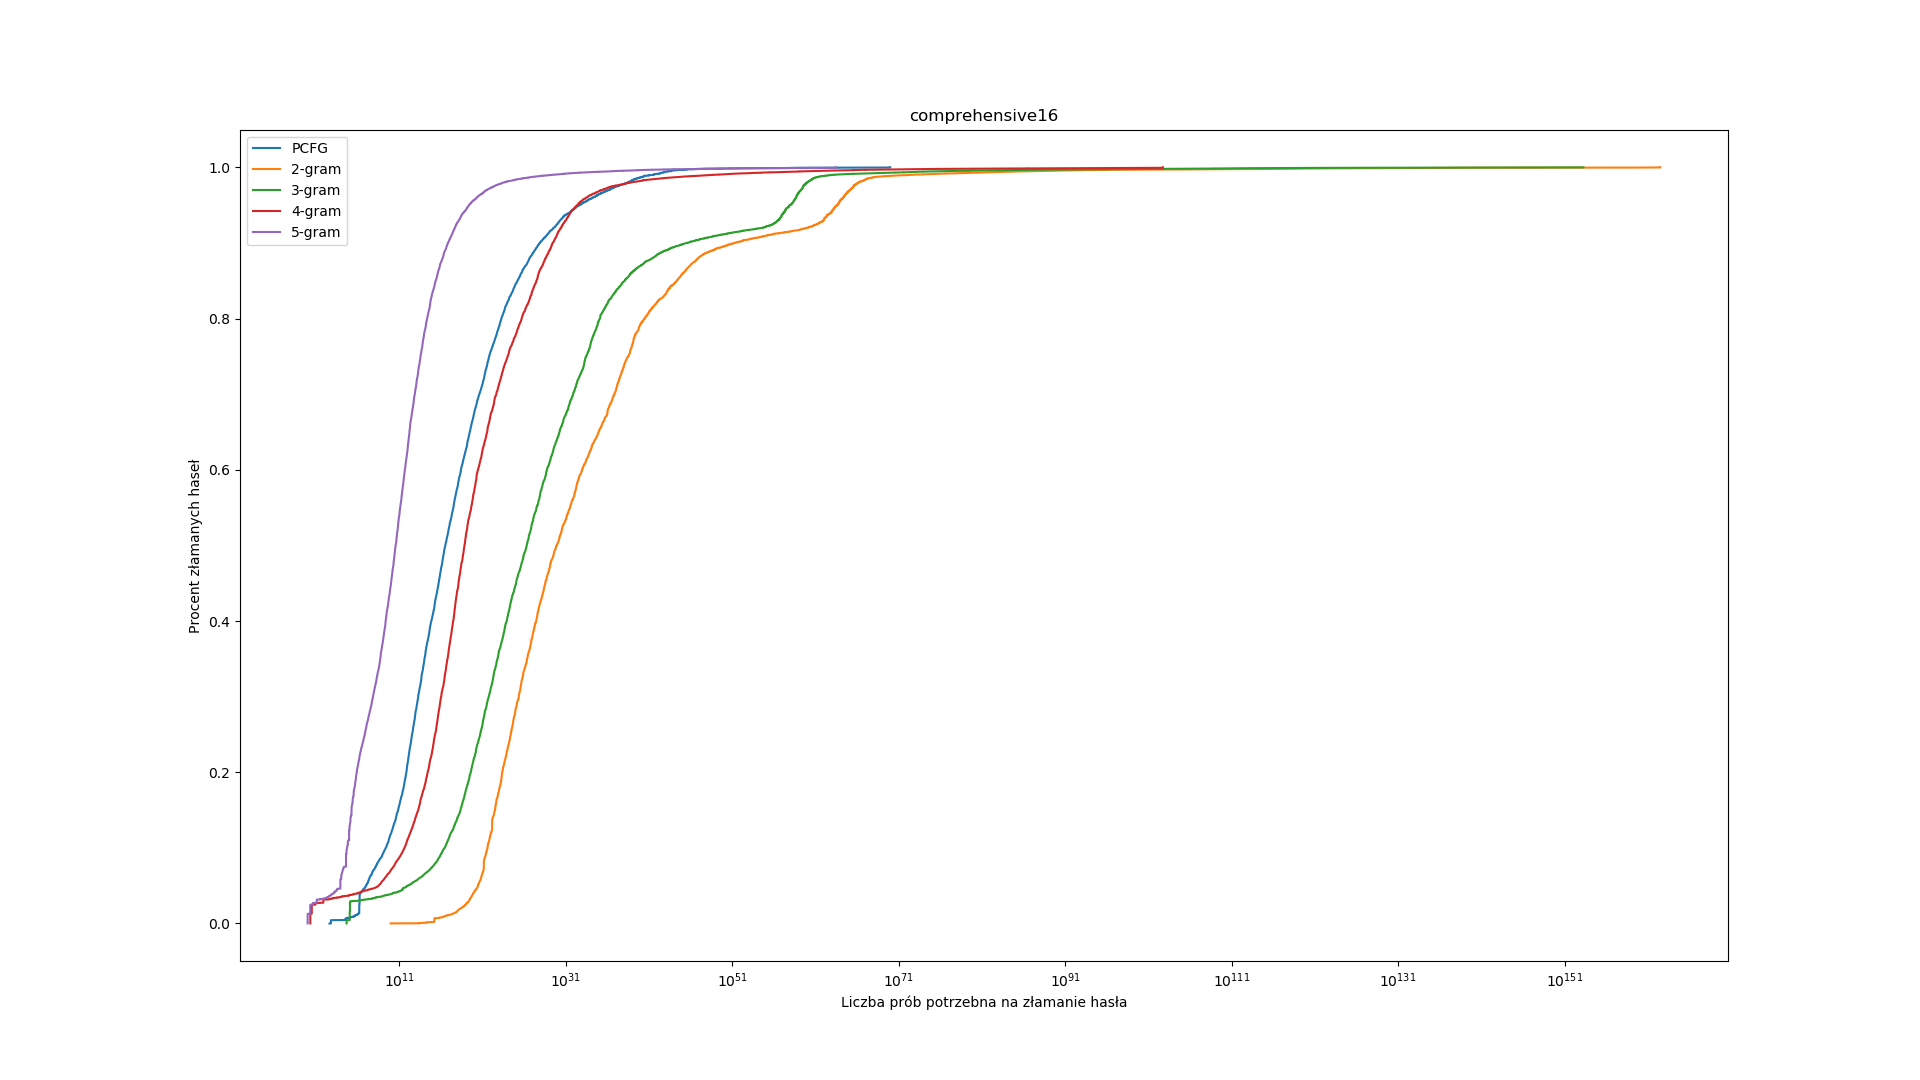 comprehensive16
PCFG
2-gram
3-gram
4-gram
5-gram
1.0
0.8
0.6
0.4
0.2
0.0
Procent złamanych haseł
10^11 10^31 10^51 10^71 10^91 10^111 10^131 10^151
Liczba prób potrzebna na złamanie hasła